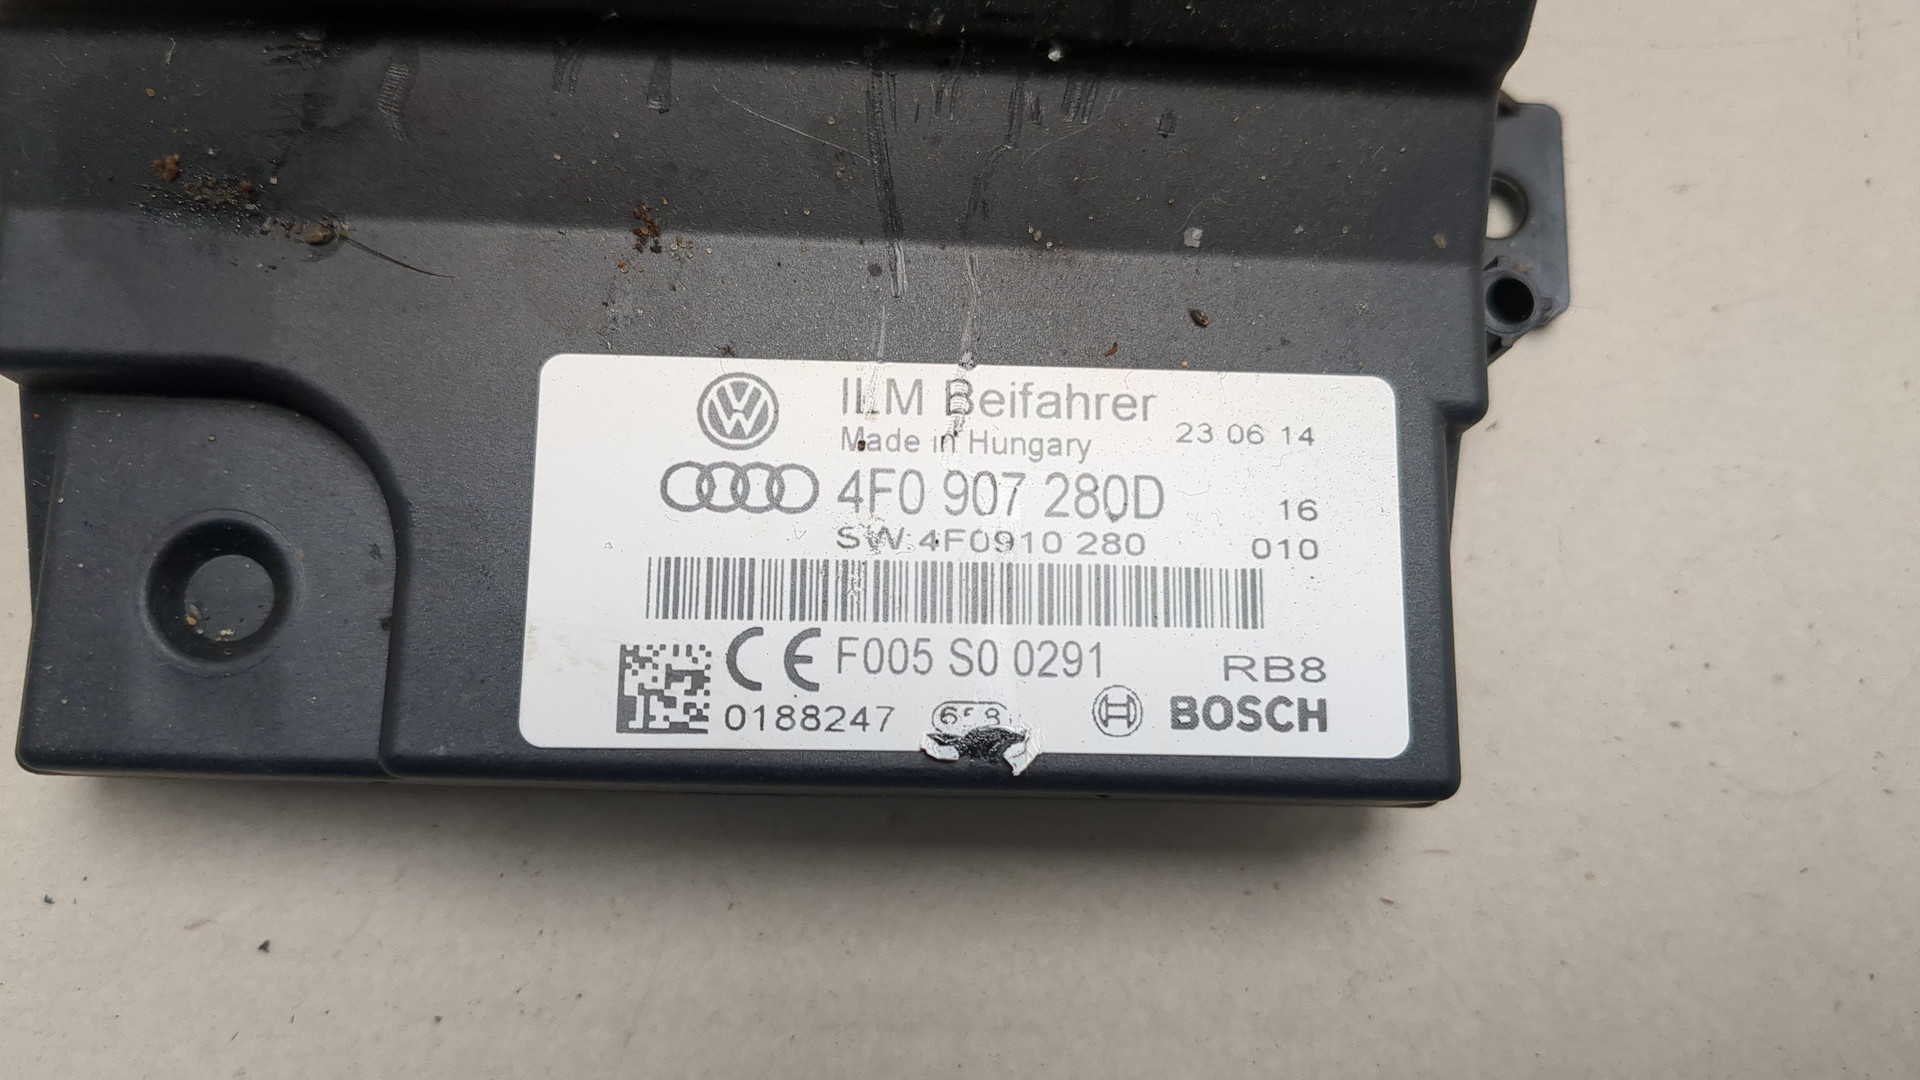 ILM Beifahrer
Made in Hungary
23 06 14
4F0 907 280D
16
SW:4F0910 280
010
CE F005 S0 0291
RB8
0188247
BOSCH